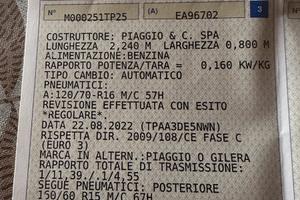 N° M000251TP25 (A) EA96702 3
COSTRUTTORE: PIAGGIO & C. SPA
LUNGHEZZA 2,240 M LARGHEZZA 0,800 M
ALIMENTAZIONE:BENZINA
RAPPORTO POTENZA/TARA = 0,160 KW/KG
TIPO CAMBIO: AUTOMATICO
PNEUMATICI:
A:120/70-R16 M/C 57H
REVISIONE EFFETTUATA CON ESITO
*REGOLARE*.
DATA 22.08.2022 (TPAA3DE5NWN)
RISPETTA DIR. 2009/108/CE FASE C
(EURO 3)
MARCA IN ALTERN.:PIAGGIO O GILERA
RAPPORTO TOTALE DI TRASMISSIONE:
1/11,39./.1/4,55
SEGUE PNEUMATICI: POSTERIORE
150/60 R15 M/C 67H